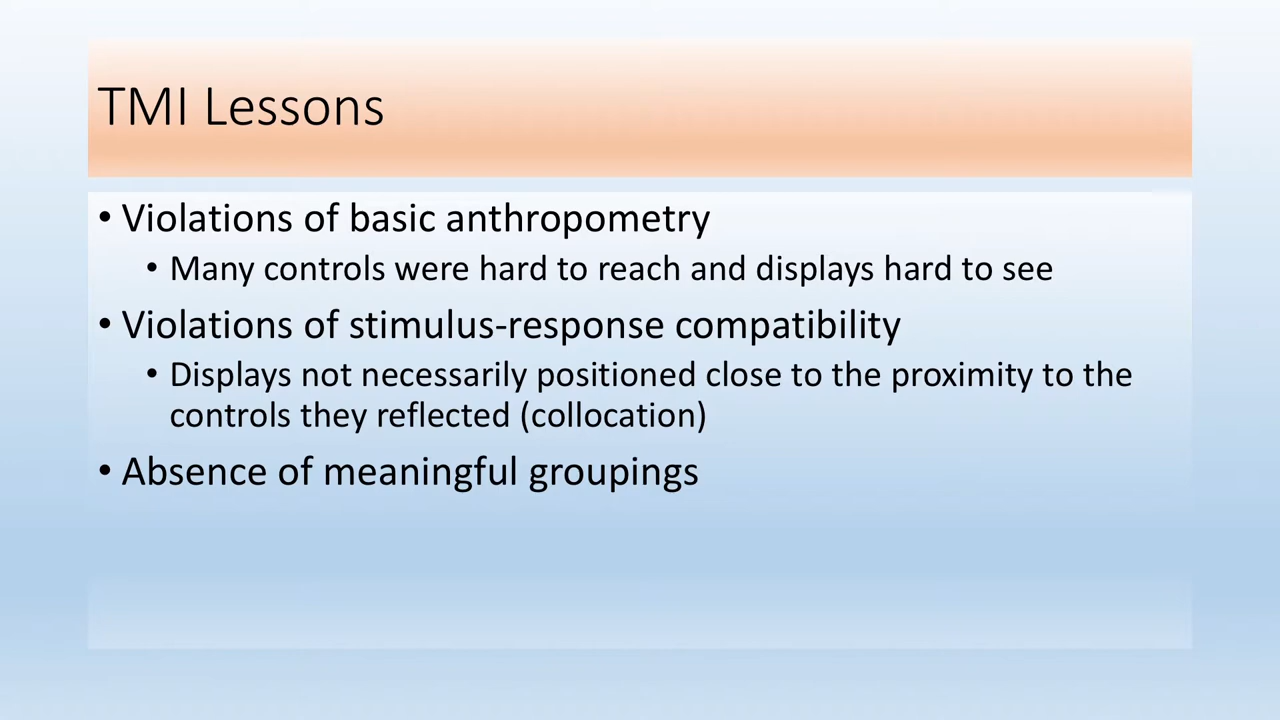 TMI Lessons
• Violations of basic anthropometry
• Many controls were hard to reach and displays hard to see
• Violations of stimulus-response compatibility
• Displays not necessarily positioned close to the proximity to the
controls they reflected (collocation)
• Absence of meaningful groupings